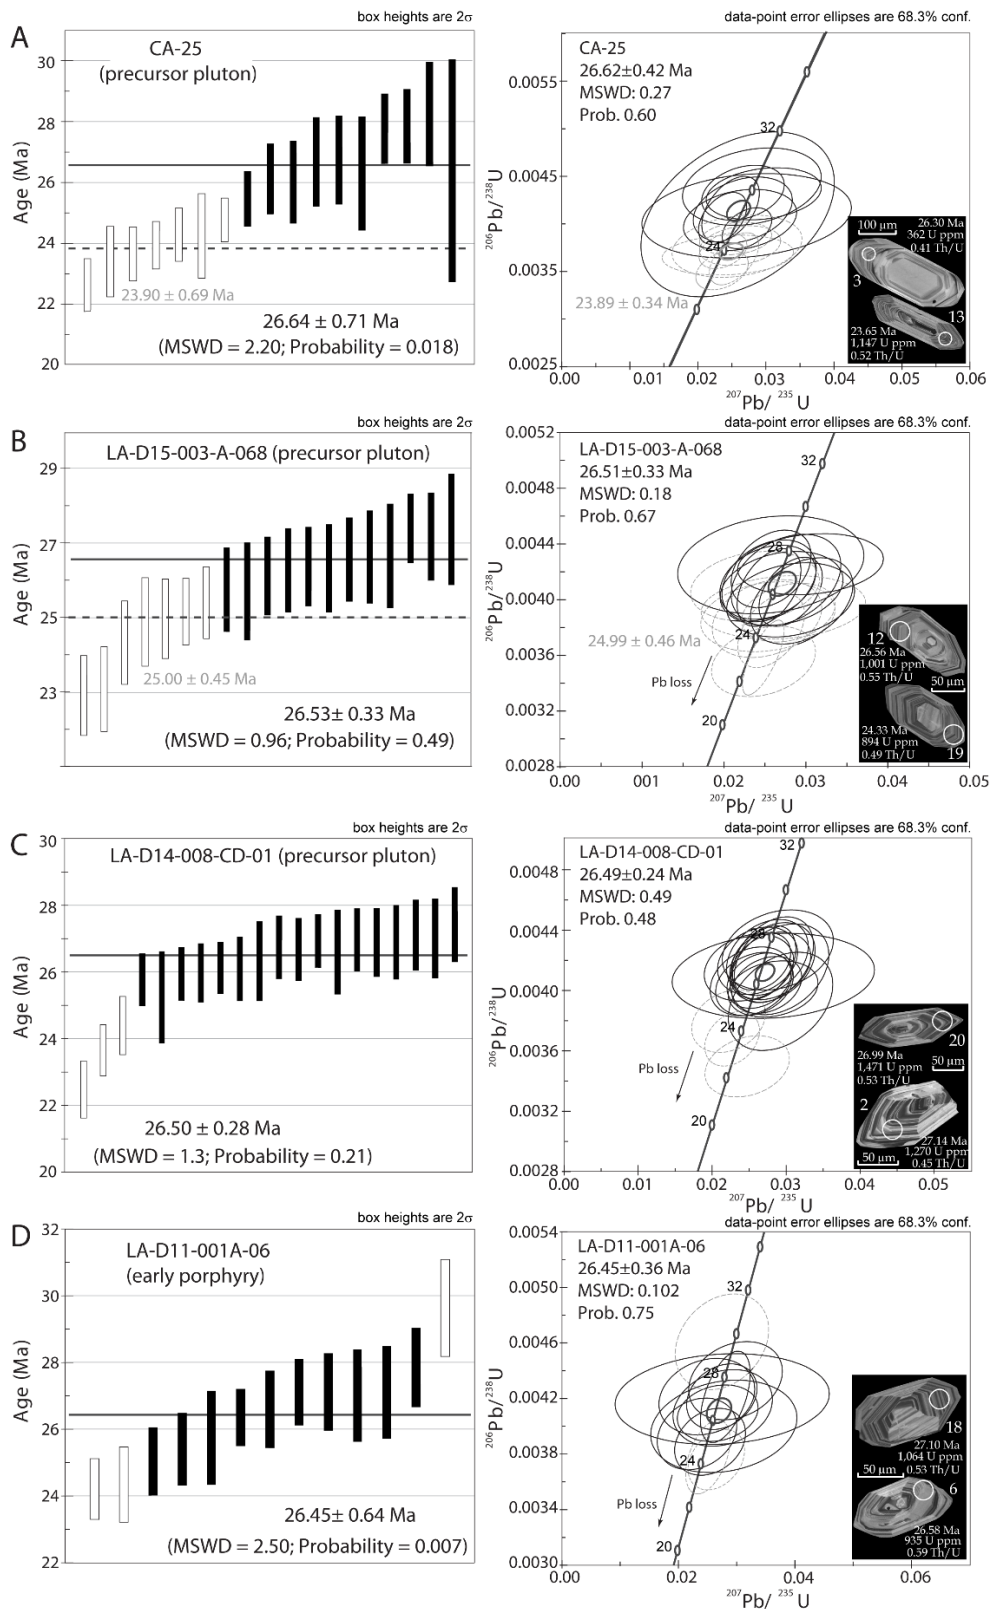 box heights are 2σ
data-point error ellipses are 68.3% conf.
A
CA-25
(precursor pluton)
Age (Ma)
30
28
26
24
22
20
23.90 ± 0.69 Ma
26.64 ± 0.71 Ma
(MSWD = 2.20; Probability = 0.018)
CA-25
26.62±0.42 Ma
MSWD: 0.27
Prob. 0.60
0.0055
0.0045
0.0035
0.0025
206Pb/238U
32
24
23.89 ± 0.34 Ma
0.00
0.01
0.02
0.03
0.04
0.05
0.06
207Pb/ 235 U
100 µm
26.30 Ma
362 U ppm
0.41 Th/U
3
13
23.65 Ma
1,147 U ppm
0.52 Th/U
box heights are 2σ
data-point error ellipses are 68.3% conf.
B
LA-D15-003-A-068 (precursor pluton)
Age (Ma)
29
27
25
23
25.00 ± 0.45 Ma
26.53± 0.33 Ma
(MSWD = 0.96; Probability = 0.49)
LA-D15-003-A-068
26.51±0.33 Ma
MSWD: 0.18
Prob. 0.67
0.0052
0.0048
0.0044
0.0040
0.0036
0.0032
0.0028
206Pb/238U
32
28
24
20
24.99 ± 0.46 Ma
Pb loss
0.00
001
0.02
0.03
0.04
0.05
207Pb/ 235 U
12
26.56 Ma
1,001 U ppm
0.55 Th/U
50 µm
24.33 Ma
894 U ppm
0.49 Th/U
19
box heights are 2σ
data-point error ellipses are 68.3% conf.
C
LA-D14-008-CD-01 (precursor pluton)
Age (Ma)
30
28
26
24
22
20
26.50 ± 0.28 Ma
(MSWD = 1.3; Probability = 0.21)
LA-D14-008-CD-01
26.49±0.24 Ma
MSWD: 0.49
Prob. 0.48
0.0048
0.0044
0.0040
0.0036
0.0032
0.0028
206Pb/238U
32
28
24
20
Pb loss
0.00
0.01
0.02
0.03
0.04
0.05
207Pb/ 235 U
20
26.99 Ma
1,471 U ppm
0.53 Th/U
50 µm
2
27.14 Ma
1,270 U ppm
0.45 Th/U
50 µm
box heights are 2σ
data-point error ellipses are 68.3% conf.
D
LA-D11-001A-06
(early porphyry)
Age (Ma)
32
30
28
26
24
22
26.45± 0.64 Ma
(MSWD = 2.50; Probability = 0.007)
LA-D11-001A-06
26.45±0.36 Ma
MSWD: 0.102
Prob. 0.75
0.0054
0.0050
0.0046
0.0042
0.0038
0.0034
0.0030
206Pb/238U
32
28
24
20
Pb loss
0.00
0.02
0.04
0.06
207Pb/ 235 U
18
27.10 Ma
1,064 U ppm
0.53 Th/U
50 µm
6
26.58 Ma
935 U ppm
0.59 Th/U